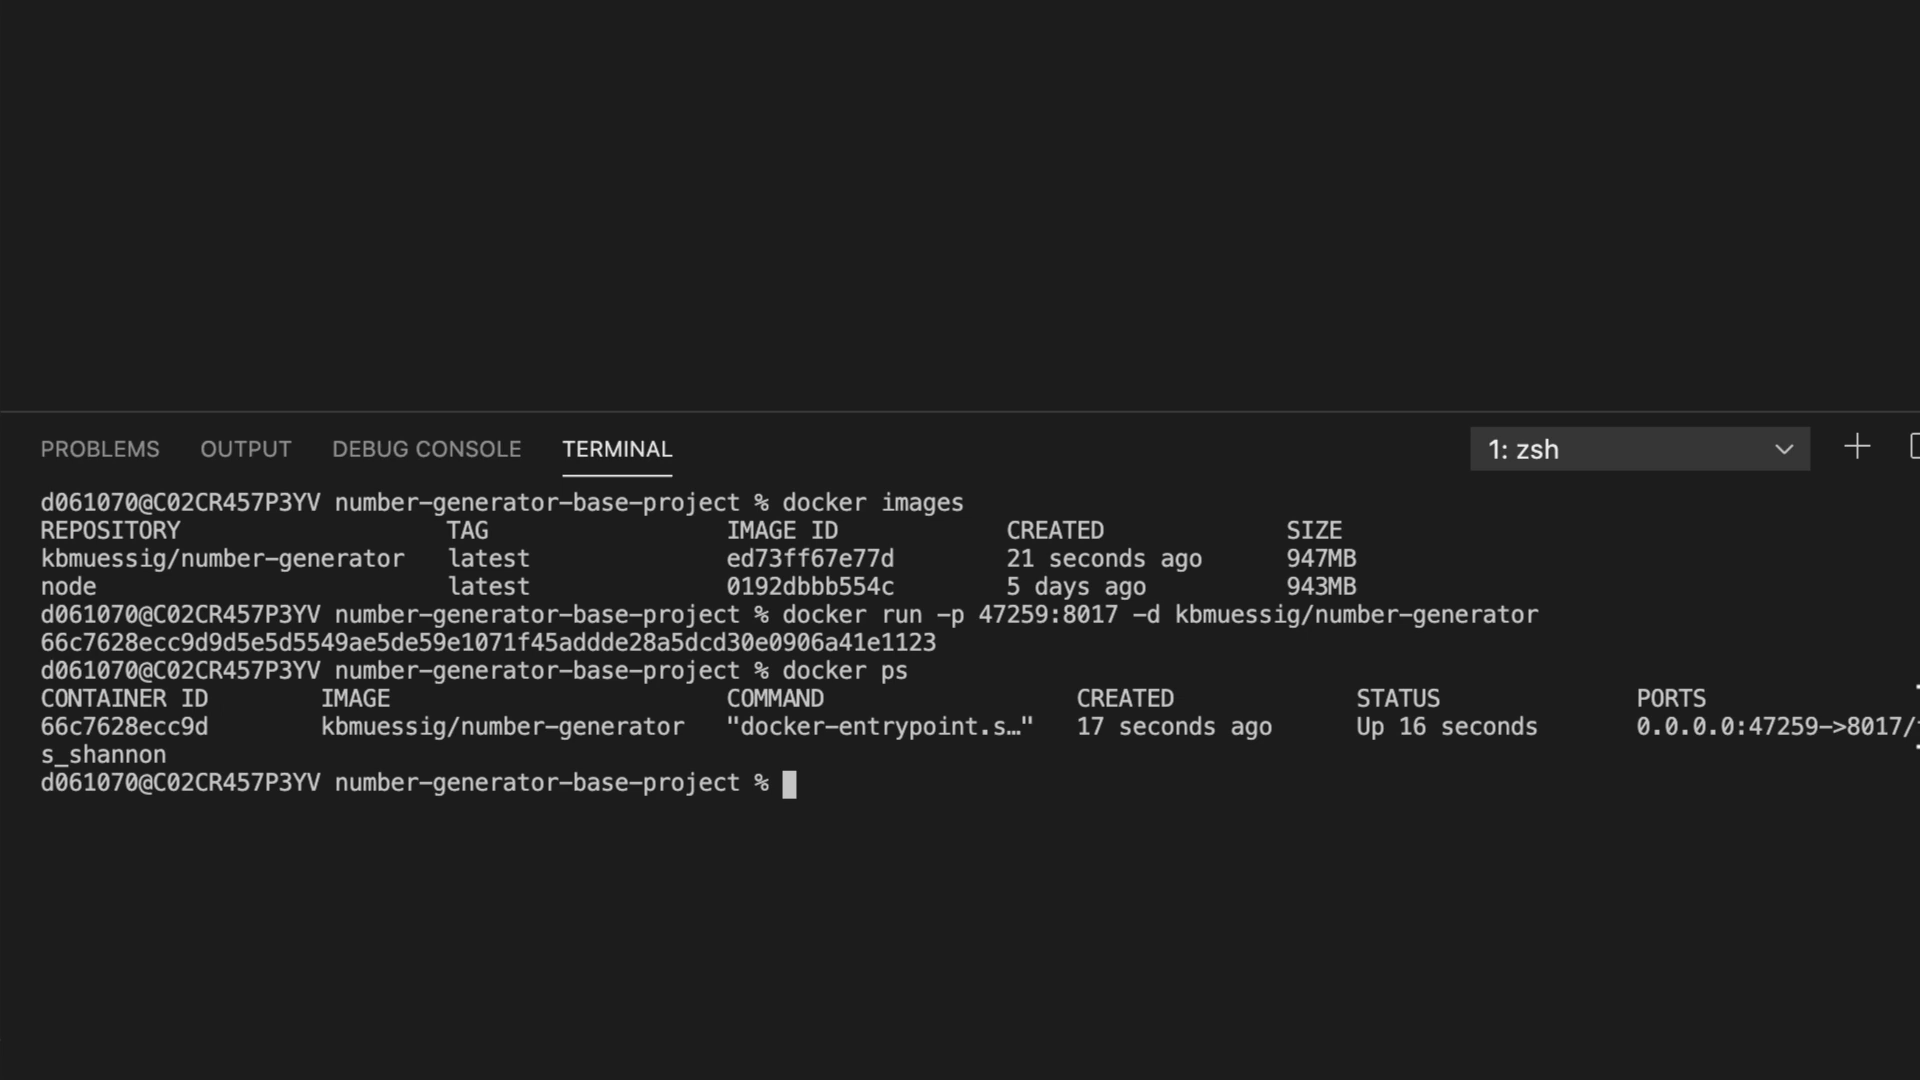 PROBLEMS OUTPUT DEBUG CONSOLE TERMINAL 1: zsh
d061070@C02CR457P3YV number-generator-base-project % docker images
REPOSITORY TAG IMAGE ID CREATED SIZE
kbmuessig/number-generator latest ed73ff67e77d 21 seconds ago 947MB
node latest 0192dbbb554c 5 days ago 943MB
d061070@C02CR457P3YV number-generator-base-project % docker run -p 47259:8017 -d kbmuessig/number-generator
66c7628ecc9d9d5e5d5549ae5de59e1071f45addde28a5dcd30e0906a41e1123
d061070@C02CR457P3YV number-generator-base-project % docker ps
CONTAINER ID IMAGE COMMAND CREATED STATUS PORTS
66c7628ecc9d kbmuessig/number-generator "docker-entrypoint.s…" 17 seconds ago Up 16 seconds 0.0.0.0:47259->8017/
s_shannon
d061070@C02CR457P3YV number-generator-base-project %